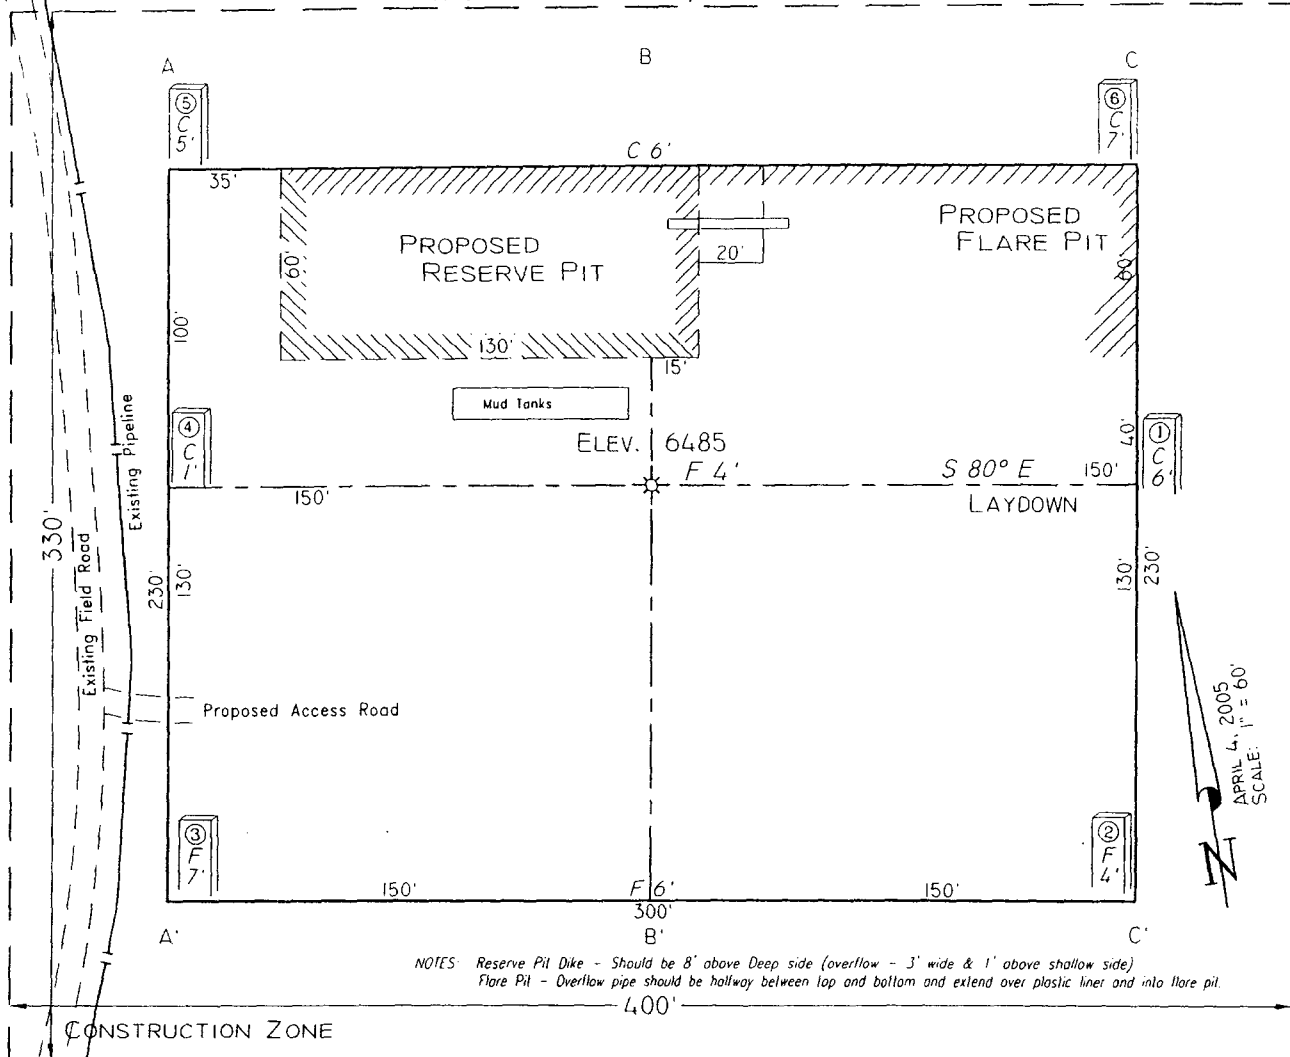 A
B
C
⑤
C
5'
⑥
C
7'
C 6'
35'
PROPOSED
RESERVE PIT
60'
20'
PROPOSED
FLARE PIT
60'
100'
130'
15'
Mud Tanks
④
C
1'
ELEV. 6485
F 4'
S 80° E
150'
40'
①
C
6'
150'
LAYDOWN
Existing Pipeline
330'
Existing Field Road
230'
130'
130'
230'
Proposed Access Road
APRIL 4, 2005
SCALE: 1" = 60'
N
③
F
7'
②
F
4'
150'
F 6'
150'
300'
A'
B'
C'
NOTES: Reserve Pit Dike - Should be 8' above Deep side (overflow - 3' wide & 1' above shallow side)
Flare Pit - Overflow pipe should be halfway between top and bottom and extend over plastic liner and into flare pit.
400'
CONSTRUCTION ZONE